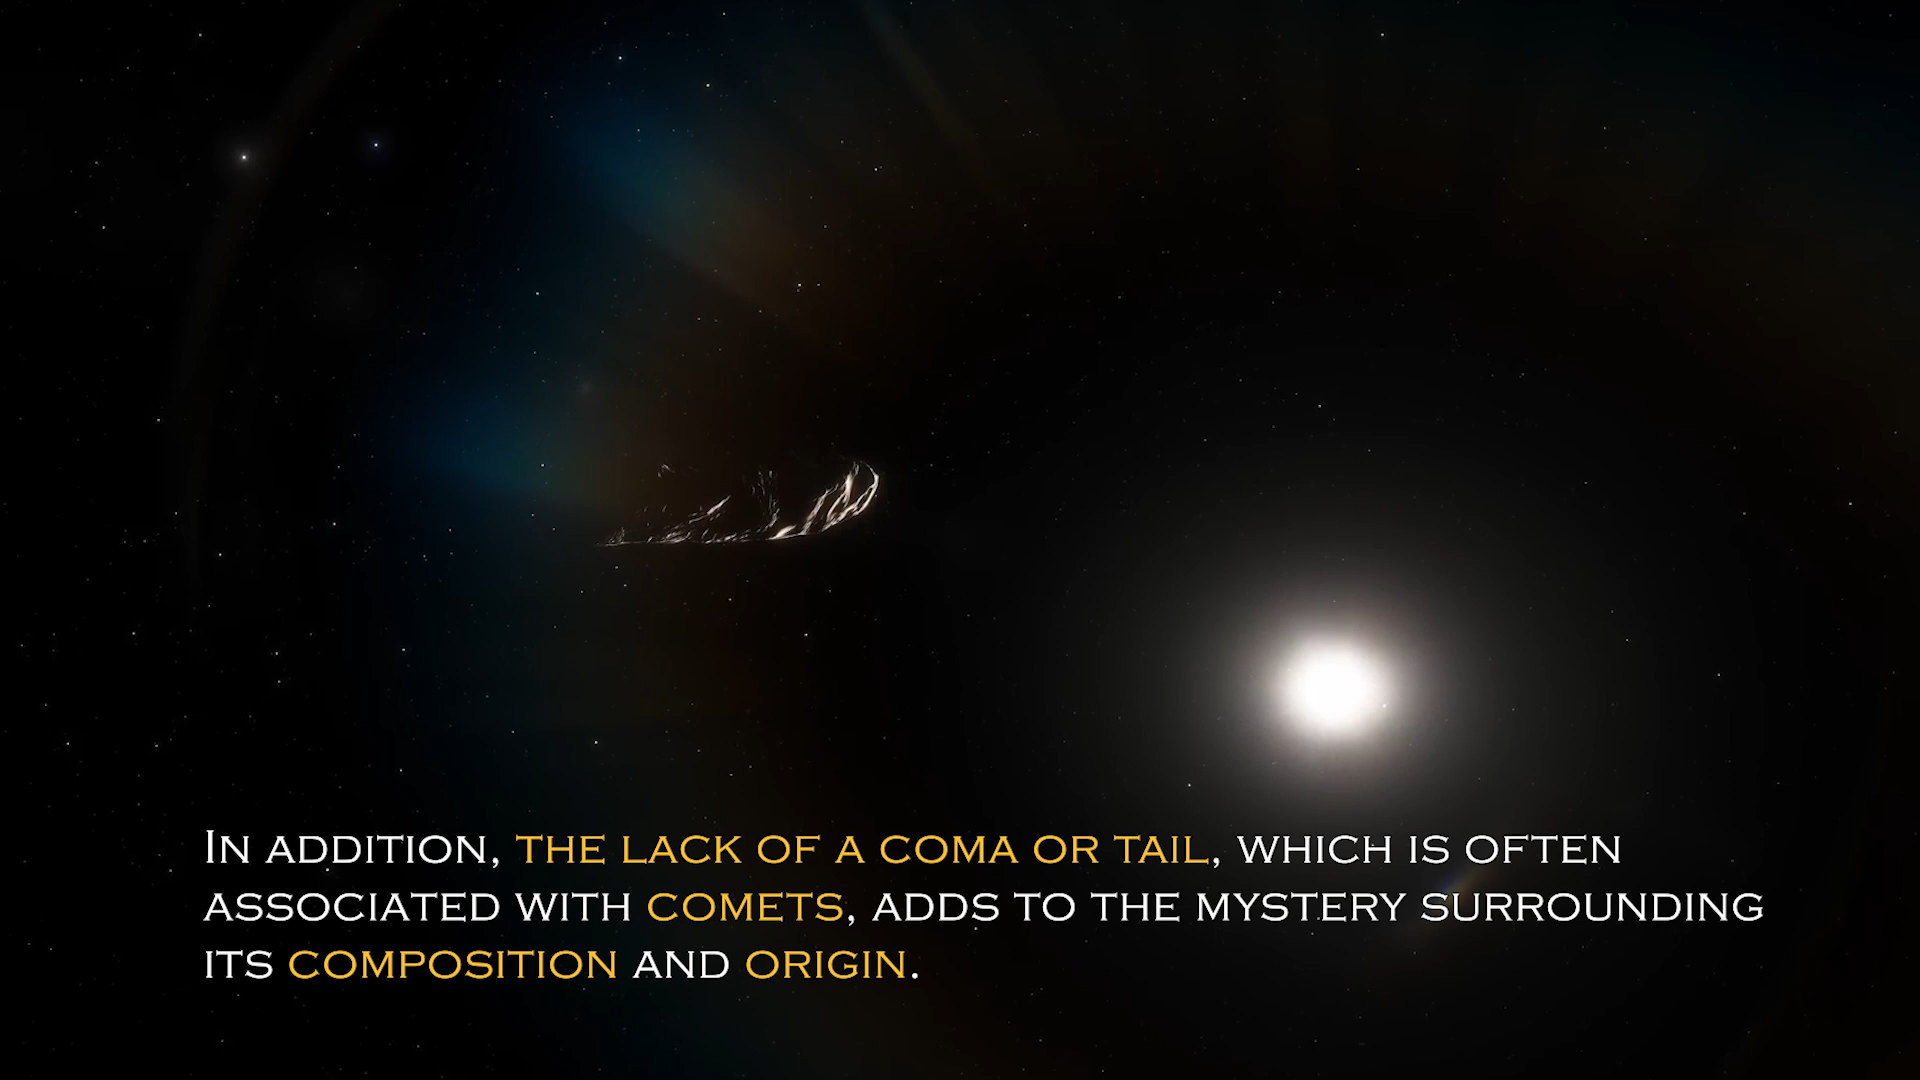 In addition, the lack of a coma or tail, which is often
associated with comets, adds to the mystery surrounding
its composition and origin.